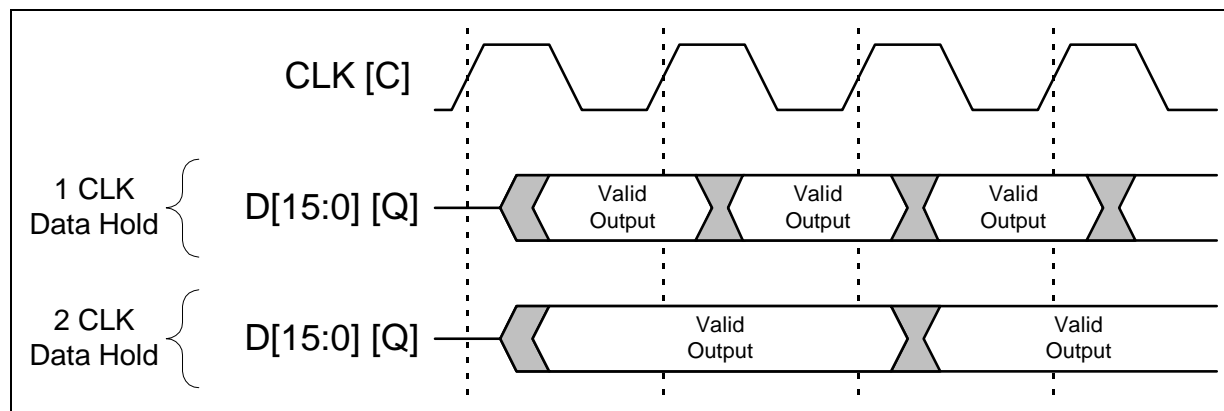 CLK [C]
1 CLK
Data Hold
D[15:0] [Q]
Valid
Output
Valid
Output
Valid
Output
2 CLK
Data Hold
D[15:0] [Q]
Valid
Output
Valid
Output